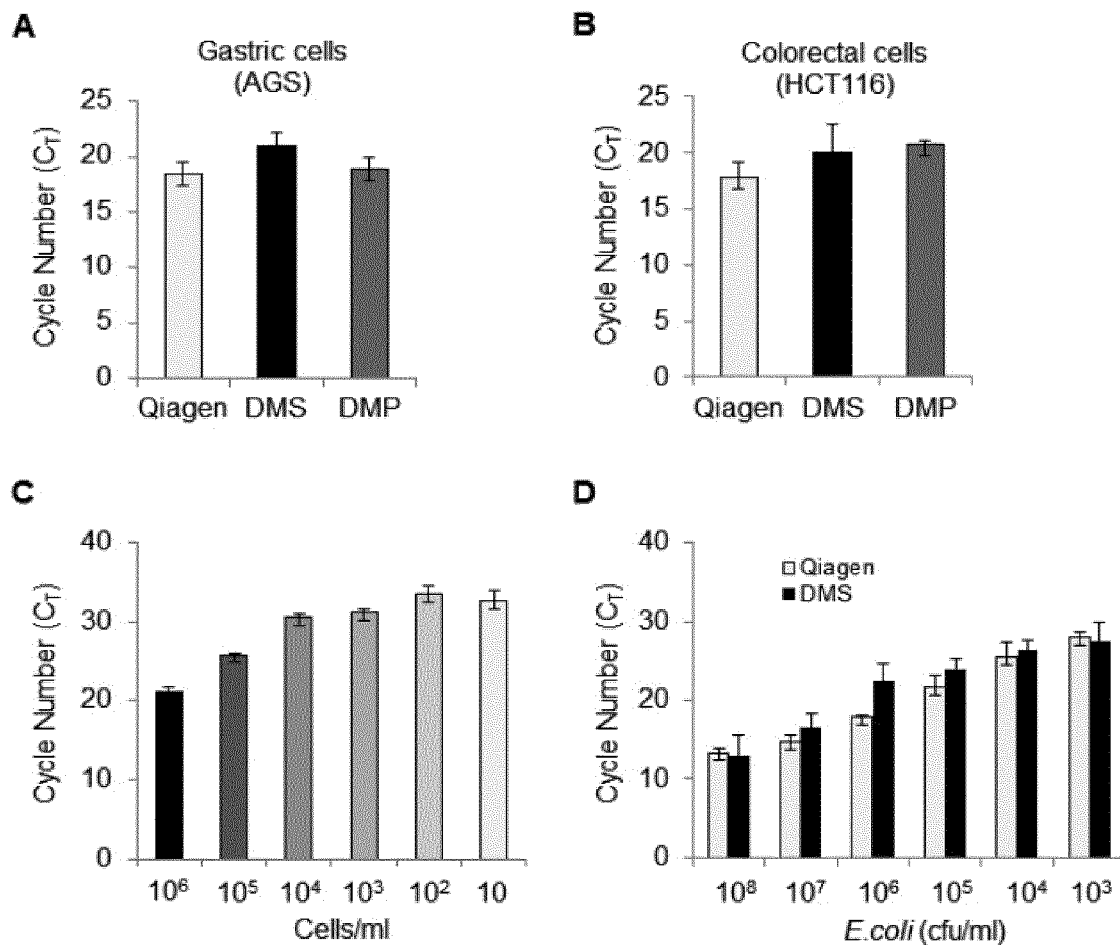 A
Gastric cells
(AGS)
Cycle Number (CT)
25
20
15
10
5
0
Qiagen DMS DMP
B
Colorectal cells
(HCT116)
Cycle Number (CT)
25
20
15
10
5
0
Qiagen DMS DMP
C
Cycle Number (CT)
40
30
20
10
0
10⁶ 10⁵ 10⁴ 10³ 10² 10
Cells/ml
D
Cycle Number (CT)
40
30
20
10
0
Qiagen
DMS
10⁸ 10⁷ 10⁶ 10⁵ 10⁴ 10³
E.coli (cfu/ml)